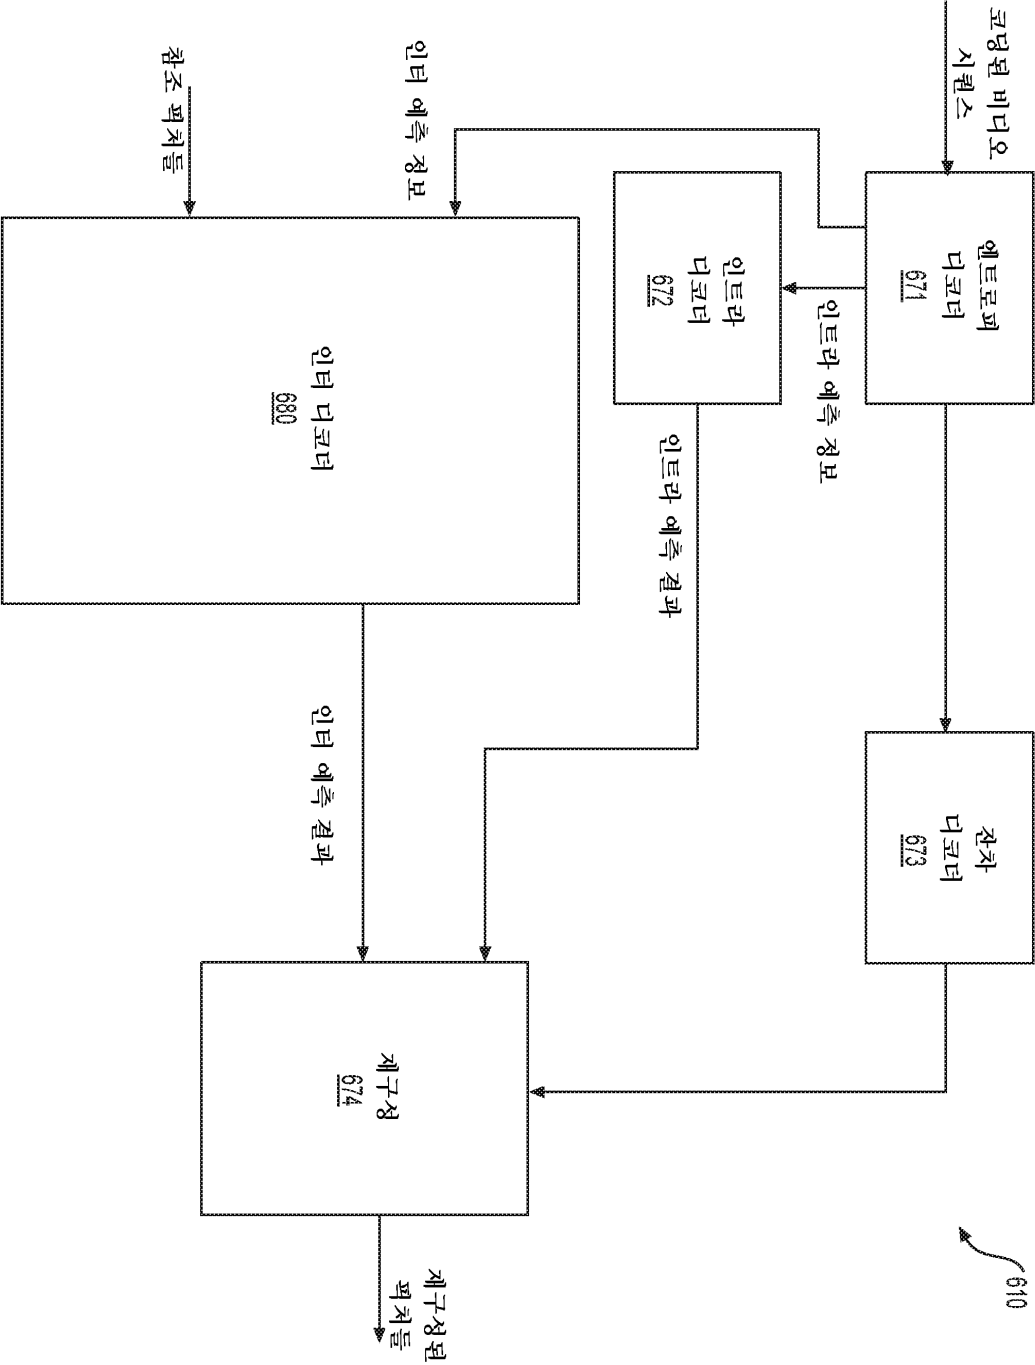 610
코딩된 비디오
시퀀스
엔트로피
디코더
671
잔차
디코더
673
인트라 예측 정보
인트라
디코더
672
인트라 예측 결과
인터 예측 정보
인터 디코더
680
인터 예측 결과
참조 픽처들
재구성
674
재구성된
픽처들